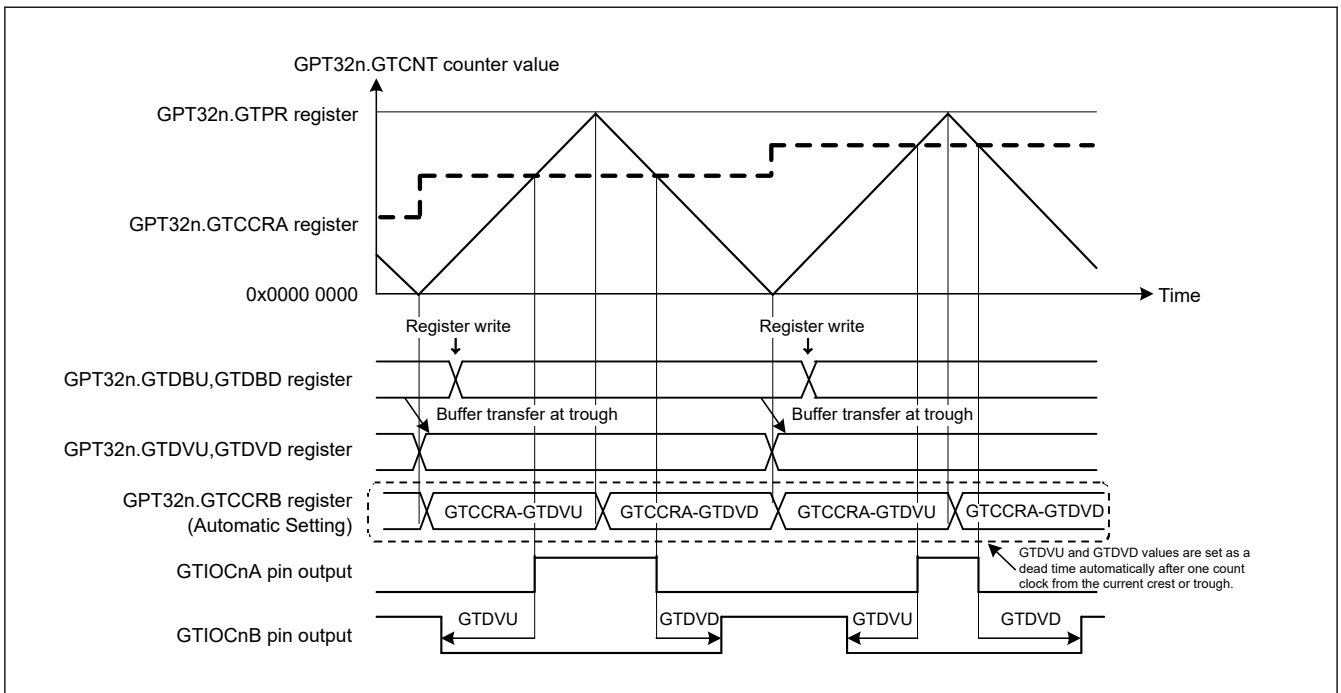 GPT32n.GTCNT counter value
GPT32n.GTPR register
GPT32n.GTCCRA register
0x0000 0000
Time
Register write
Register write
GPT32n.GTDBU,GTDBD register
Buffer transfer at trough
Buffer transfer at trough
GPT32n.GTDVU,GTDVD register
GPT32n.GTCCRB register
(Automatic Setting)
GTCCRA-GTDVU
GTCCRA-GTDVD
GTCCRA-GTDVU
GTCCRA-GTDVD
GTDVU and GTDVD values are set as a
dead time automatically after one count
clock from the current crest or trough.
GTIOCnA pin output
GTDVU
GTDVD
GTDVU
GTDVD
GTIOCnB pin output